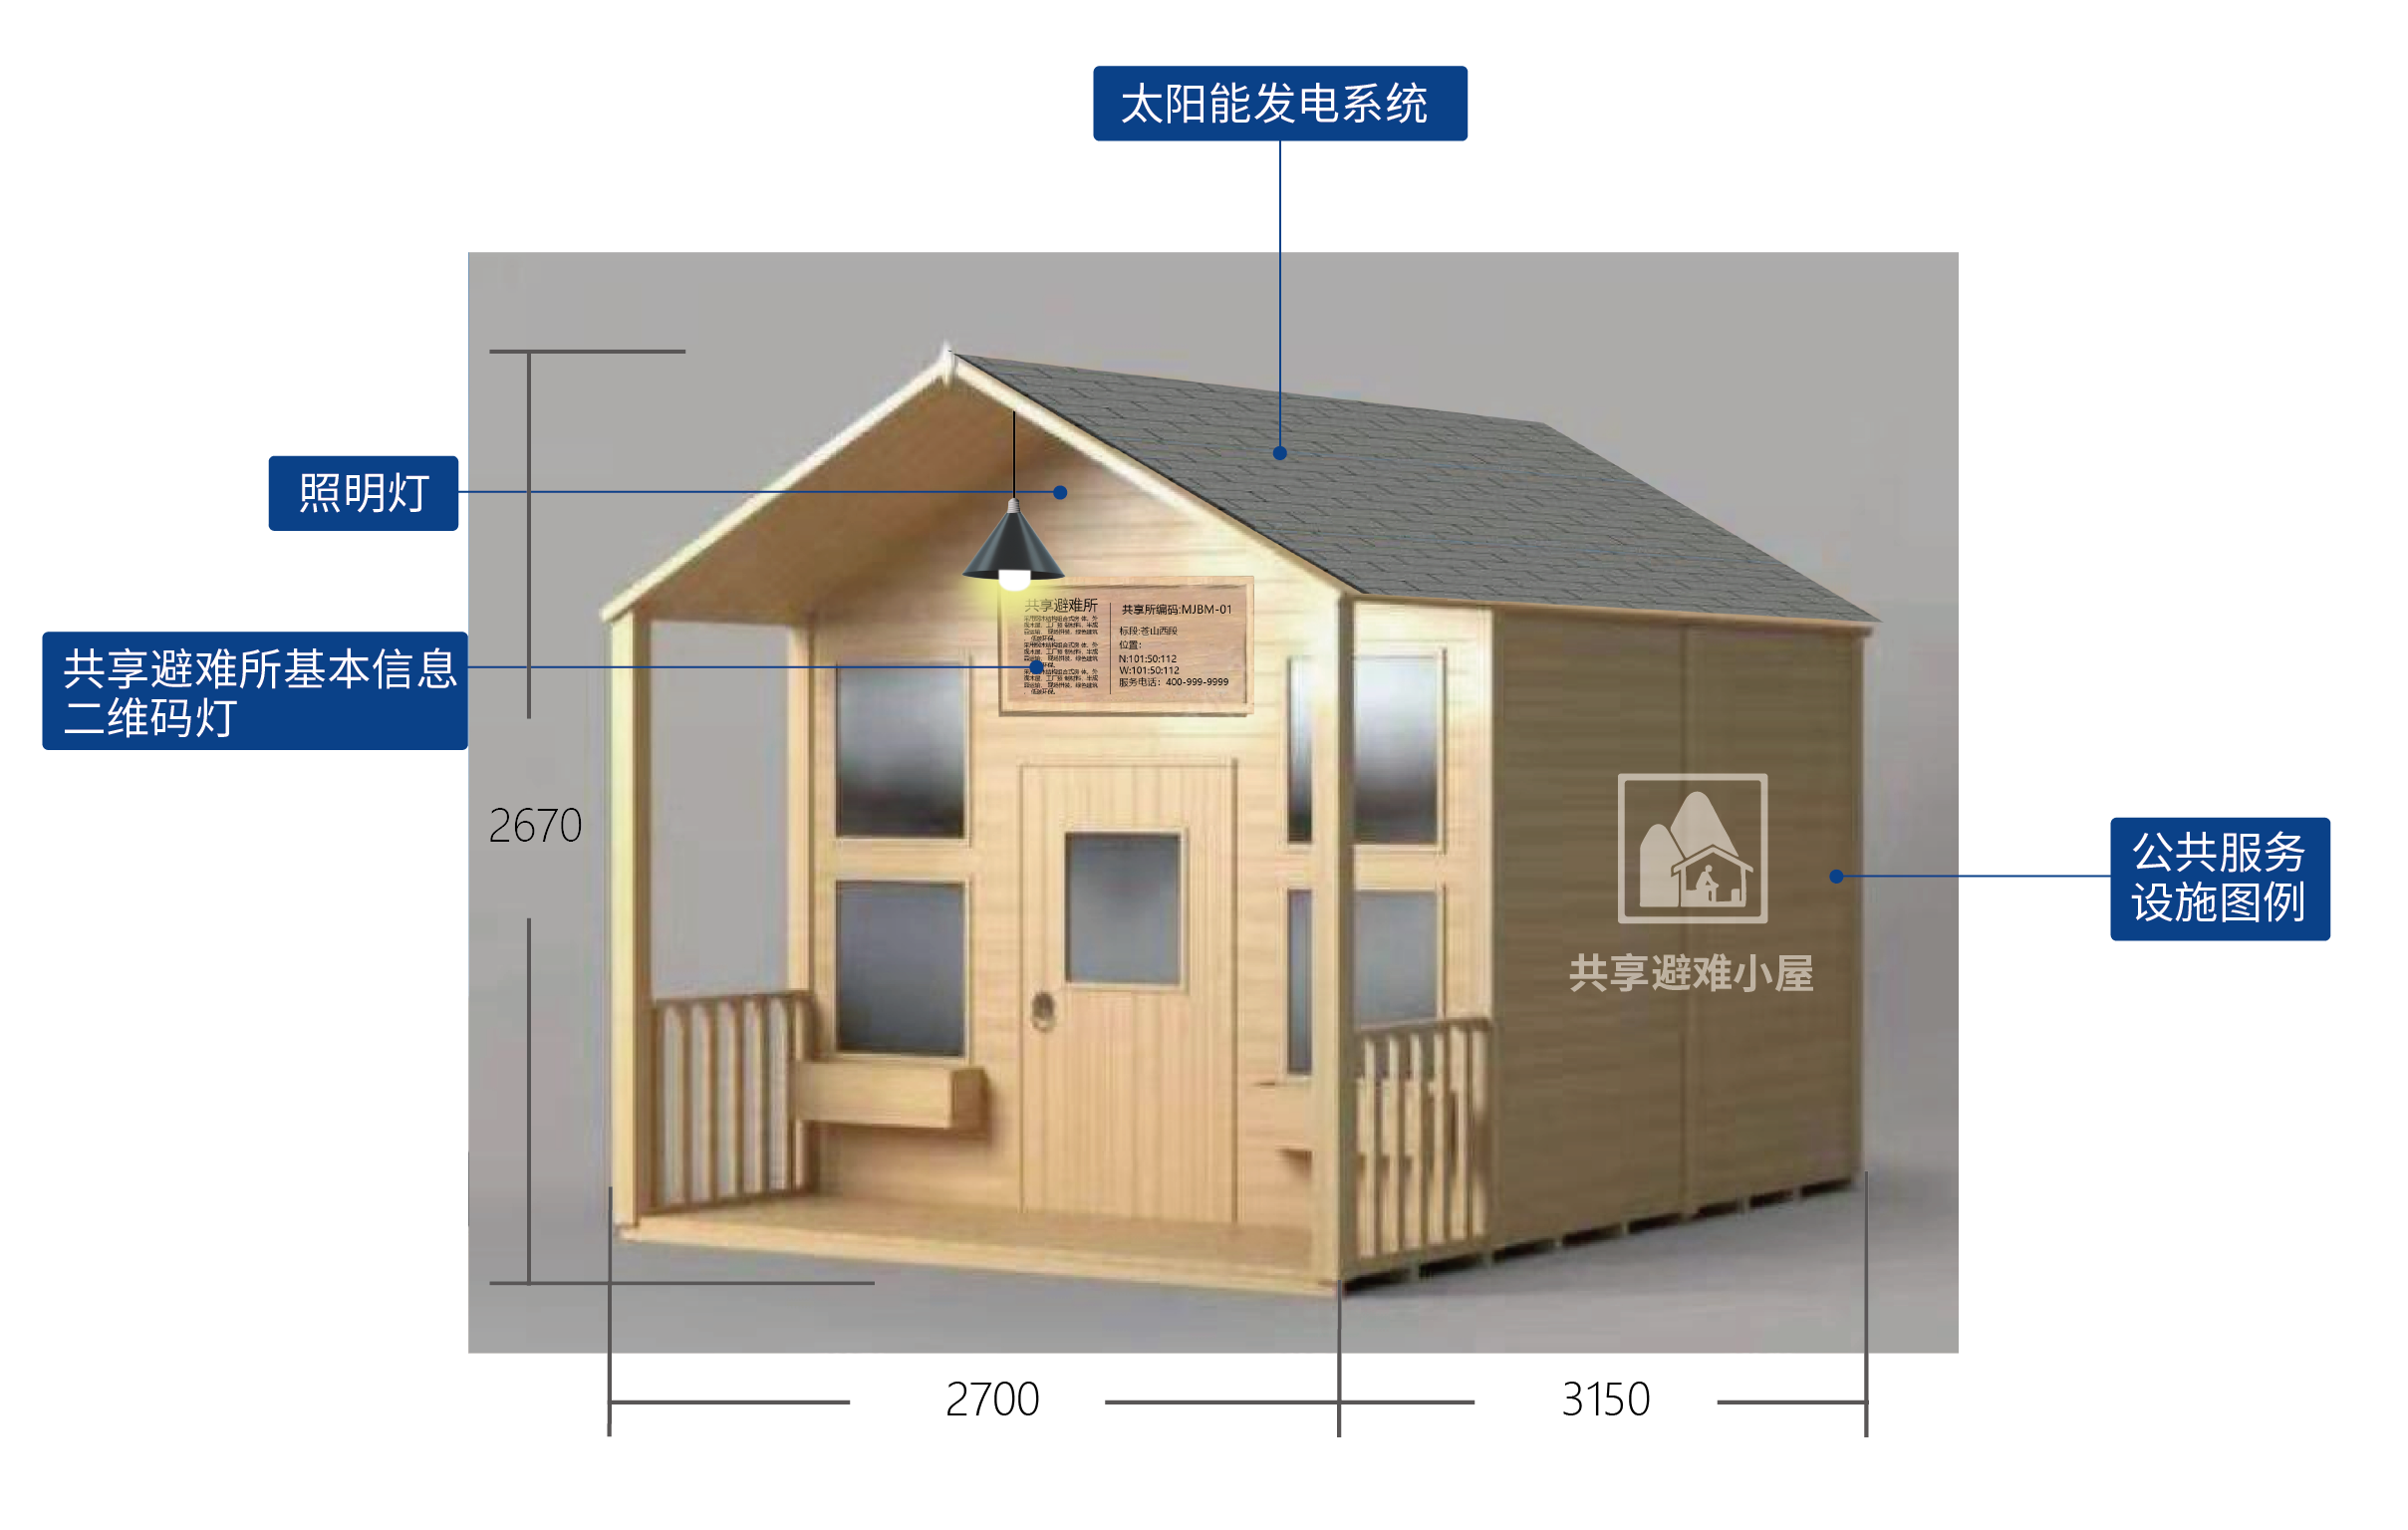 太阳能发电系统
照明灯
共享避难所基本信息
二维码灯
共享避难所
共享所编码:MJBM-01
标段:苍山西段
位置:
N:101:50:112
W:101:50:112
服务电话：400-999-9999
2670
公共服务
设施图例
共享避难小屋
2700
3150